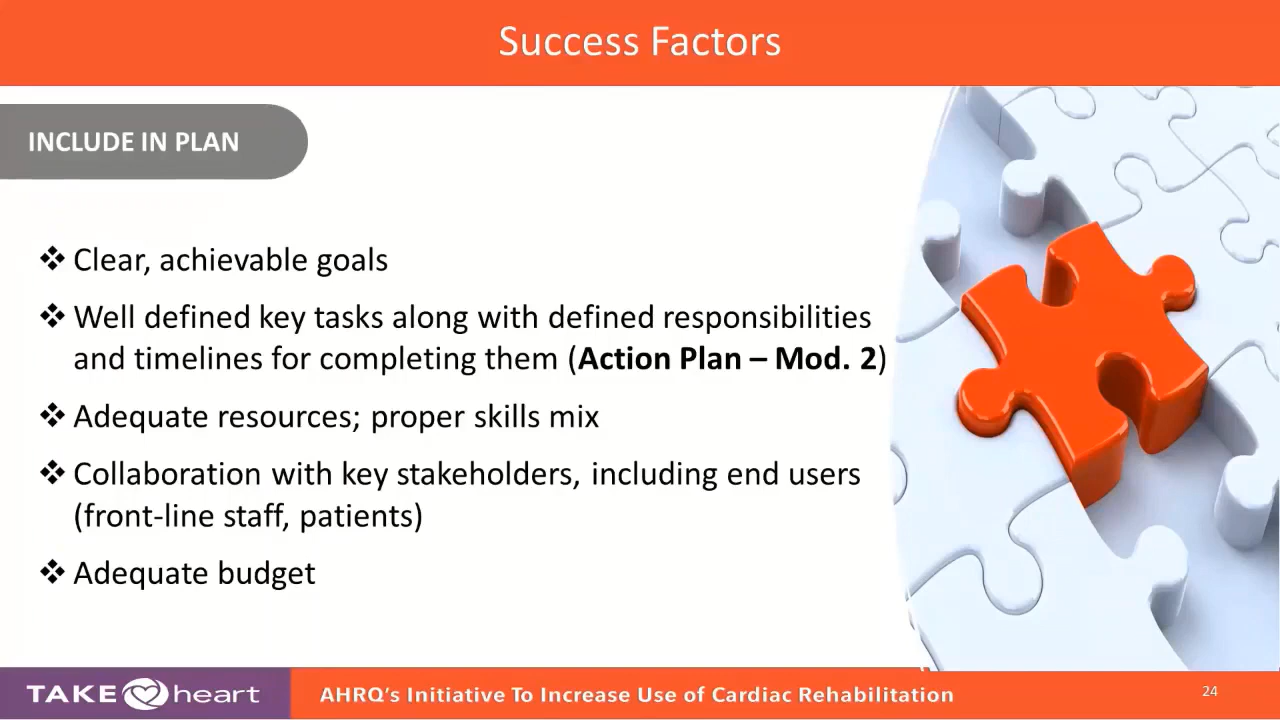 Success Factors
INCLUDE IN PLAN
❖ Clear, achievable goals
❖ Well defined key tasks along with defined responsibilities
and timelines for completing them (Action Plan – Mod. 2)
❖ Adequate resources; proper skills mix
❖ Collaboration with key stakeholders, including end users
(front-line staff, patients)
❖ Adequate budget
TAKE heart
AHRQ's Initiative To Increase Use of Cardiac Rehabilitation
24